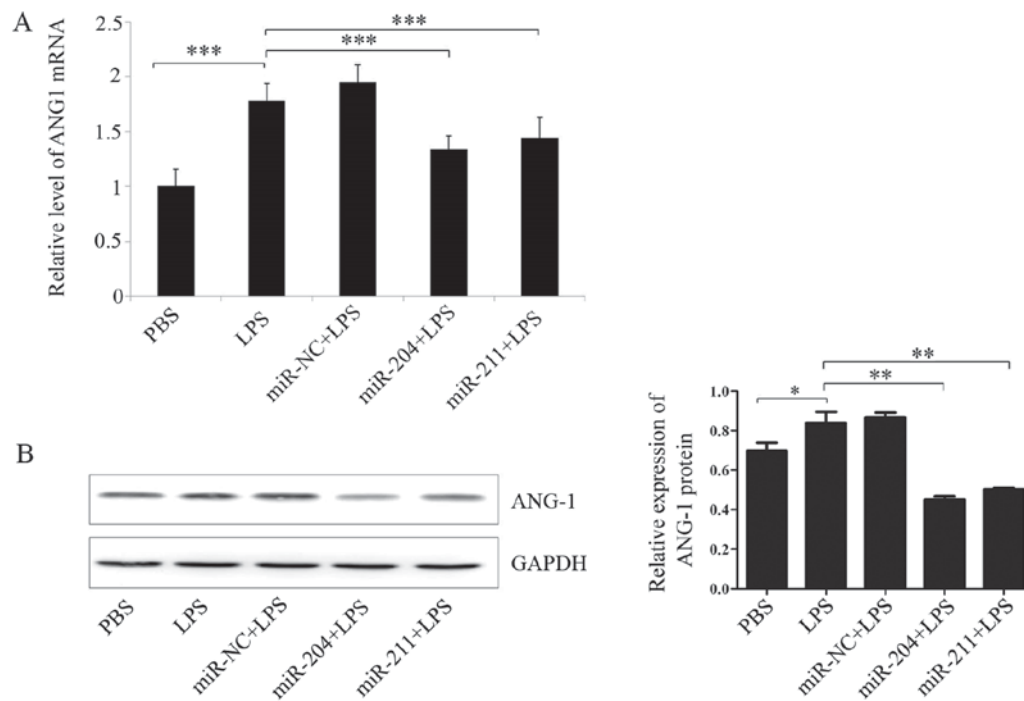 A
Relative level of ANG1 mRNA
2.5
2
1.5
1
0.5
0
***
***
***
PBS
LPS
miR-NC+LPS
miR-204+LPS
miR-211+LPS
B
ANG-1
GAPDH
PBS
LPS
miR-NC+LPS
miR-204+LPS
miR-211+LPS
Relative expression of
ANG-1 protein
1.0
0.8
0.6
0.4
0.2
0.0
*
**
**
PBS
LPS
miR-NC+LPS
miR-204+LPS
miR-211+LPS